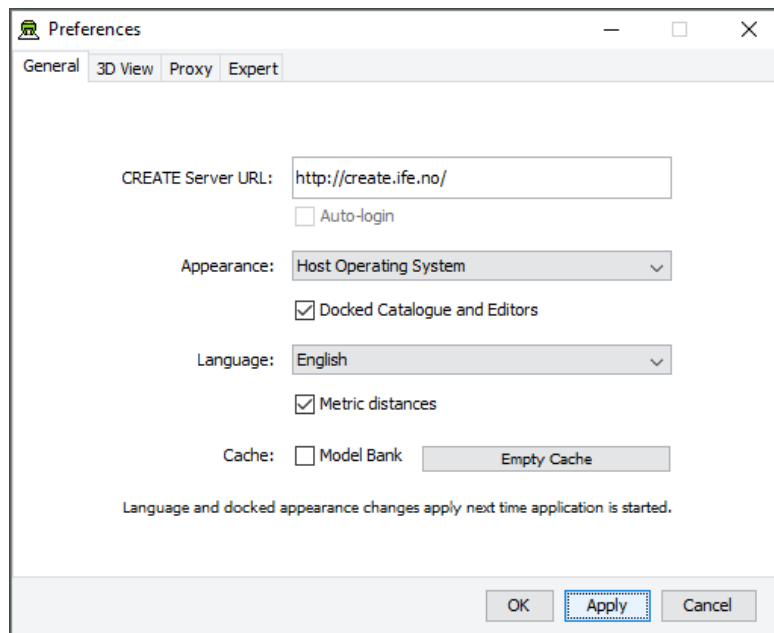 Preferences
General 3D View Proxy Expert
CREATE Server URL: http://create.ife.no/
Auto-login
Appearance: Host Operating System
Docked Catalogue and Editors
Language: English
Metric distances
Cache: Model Bank Empty Cache
Language and docked appearance changes apply next time application is started.
OK Apply Cancel